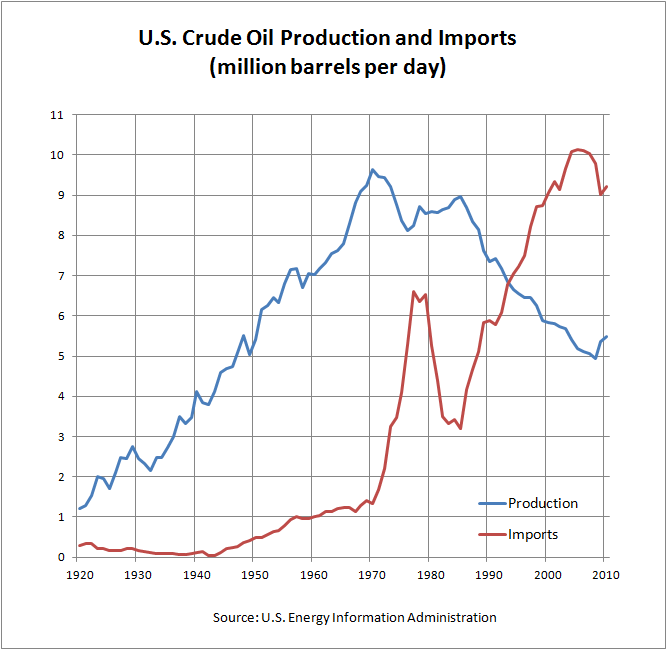 U.S. Crude Oil Production and Imports
(million barrels per day)
11
10
9
8
7
6
5
4
3
2
1
0
Production
Imports
1920 1930 1940 1950 1960 1970 1980 1990 2000 2010
Source: U.S. Energy Information Administration